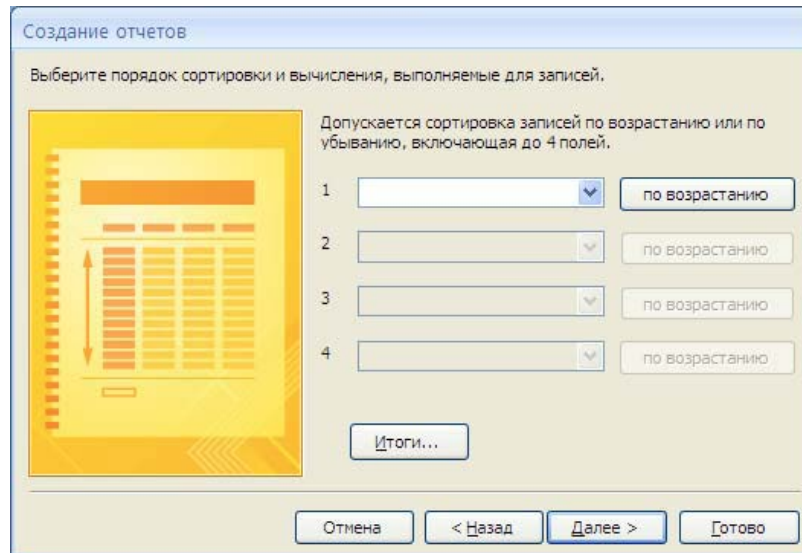 Создание отчетов
Выберите порядок сортировки и вычисления, выполняемые для записей.
Допускается сортировка записей по возрастанию или по
убыванию, включающая до 4 полей.
1 по возрастанию
2 по возрастанию
3 по возрастанию
4 по возрастанию
Итоги...
Отмена < Назад Далее > Готово